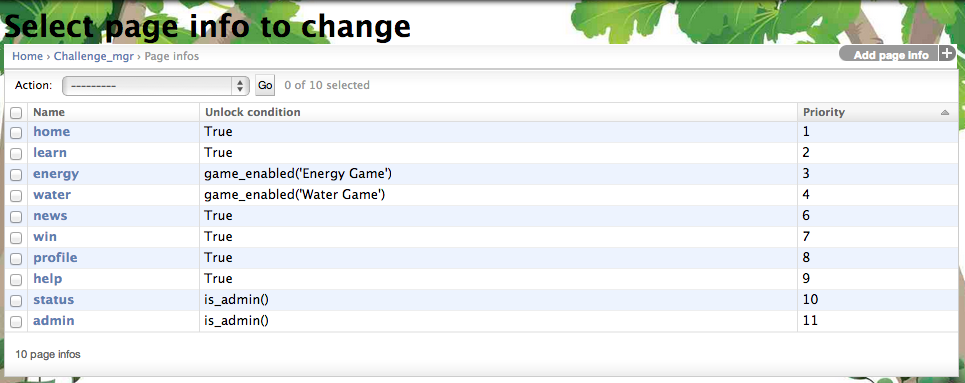 Select page info to change
Home › Challenge_mgr › Page infos
Add page info +
Action: --------- Go 0 of 10 selected
Name Unlock condition Priority
home True 1
learn True 2
energy game_enabled('Energy Game') 3
water game_enabled('Water Game') 4
news True 6
win True 7
profile True 8
help True 9
status is_admin() 10
admin is_admin() 11
10 page infos